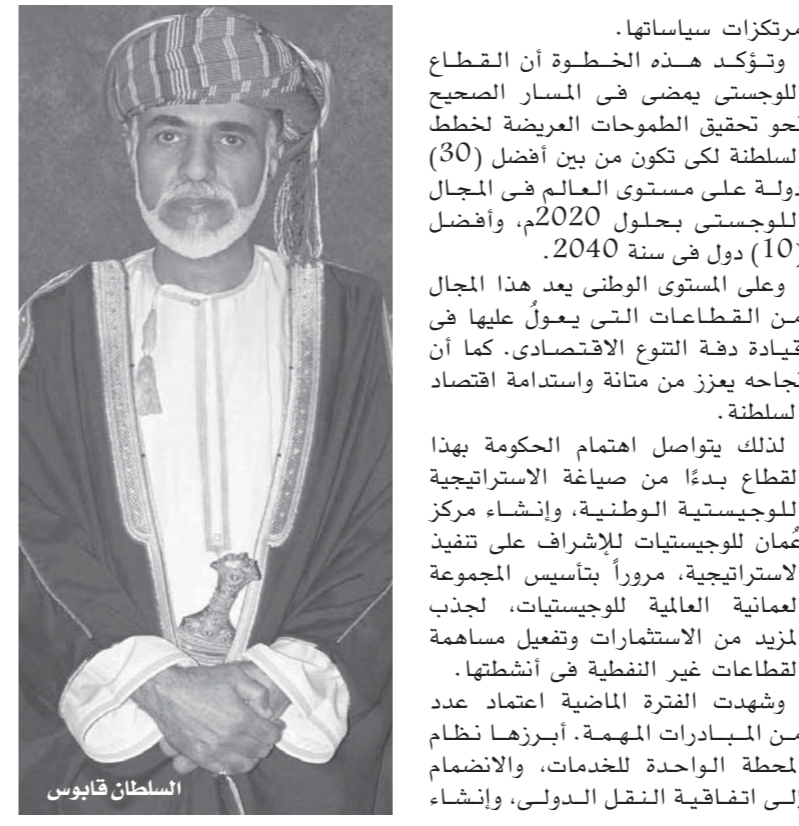 مرتكزات سياساتها.
وتؤكد هذه الخطوة أن القطاع
اللوجستى يمضى فى المسار الصحيح
نحو تحقيق الطموحات العريضة لخطط
السلطنة لكى تكون من بين أفضل (30)
دولة على مستوى العالم فى المجال
اللوجستى بحلول 2020م، وأفضل
(10) دول فى سنة 2040.
وعلى المستوى الوطنى يعد هذا المجال
من القطاعات التى يعولُ عليها فى
قيادة دفة التنوع الاقتصادى. كما أن
نجاحه يعزز من متانة واستدامة اقتصاد
السلطنة.
لذلك يتواصل اهتمام الحكومة بهذا
القطاع بدءًا من صياغة الاستراتيجية
اللوجيستية الوطنية، وإنشاء مركز
عُمان للوجيستيات للإشراف على تنفيذ
الاستراتيجية، مروراً بتأسيس المجموعة
العمانية العالمية للوجيستيات، لجذب
المزيد من الاستثمارات وتفعيل مساهمة
القطاعات غير النفطية فى أنشطتها.
وشهدت الفترة الماضية اعتماد عدد
من المبادرات المهمة. أبرزها نظام
المحطة الواحدة للخدمات، والانضمام
إلى اتفاقية النقل الدولى، وإنشاء
السلطان قابوس